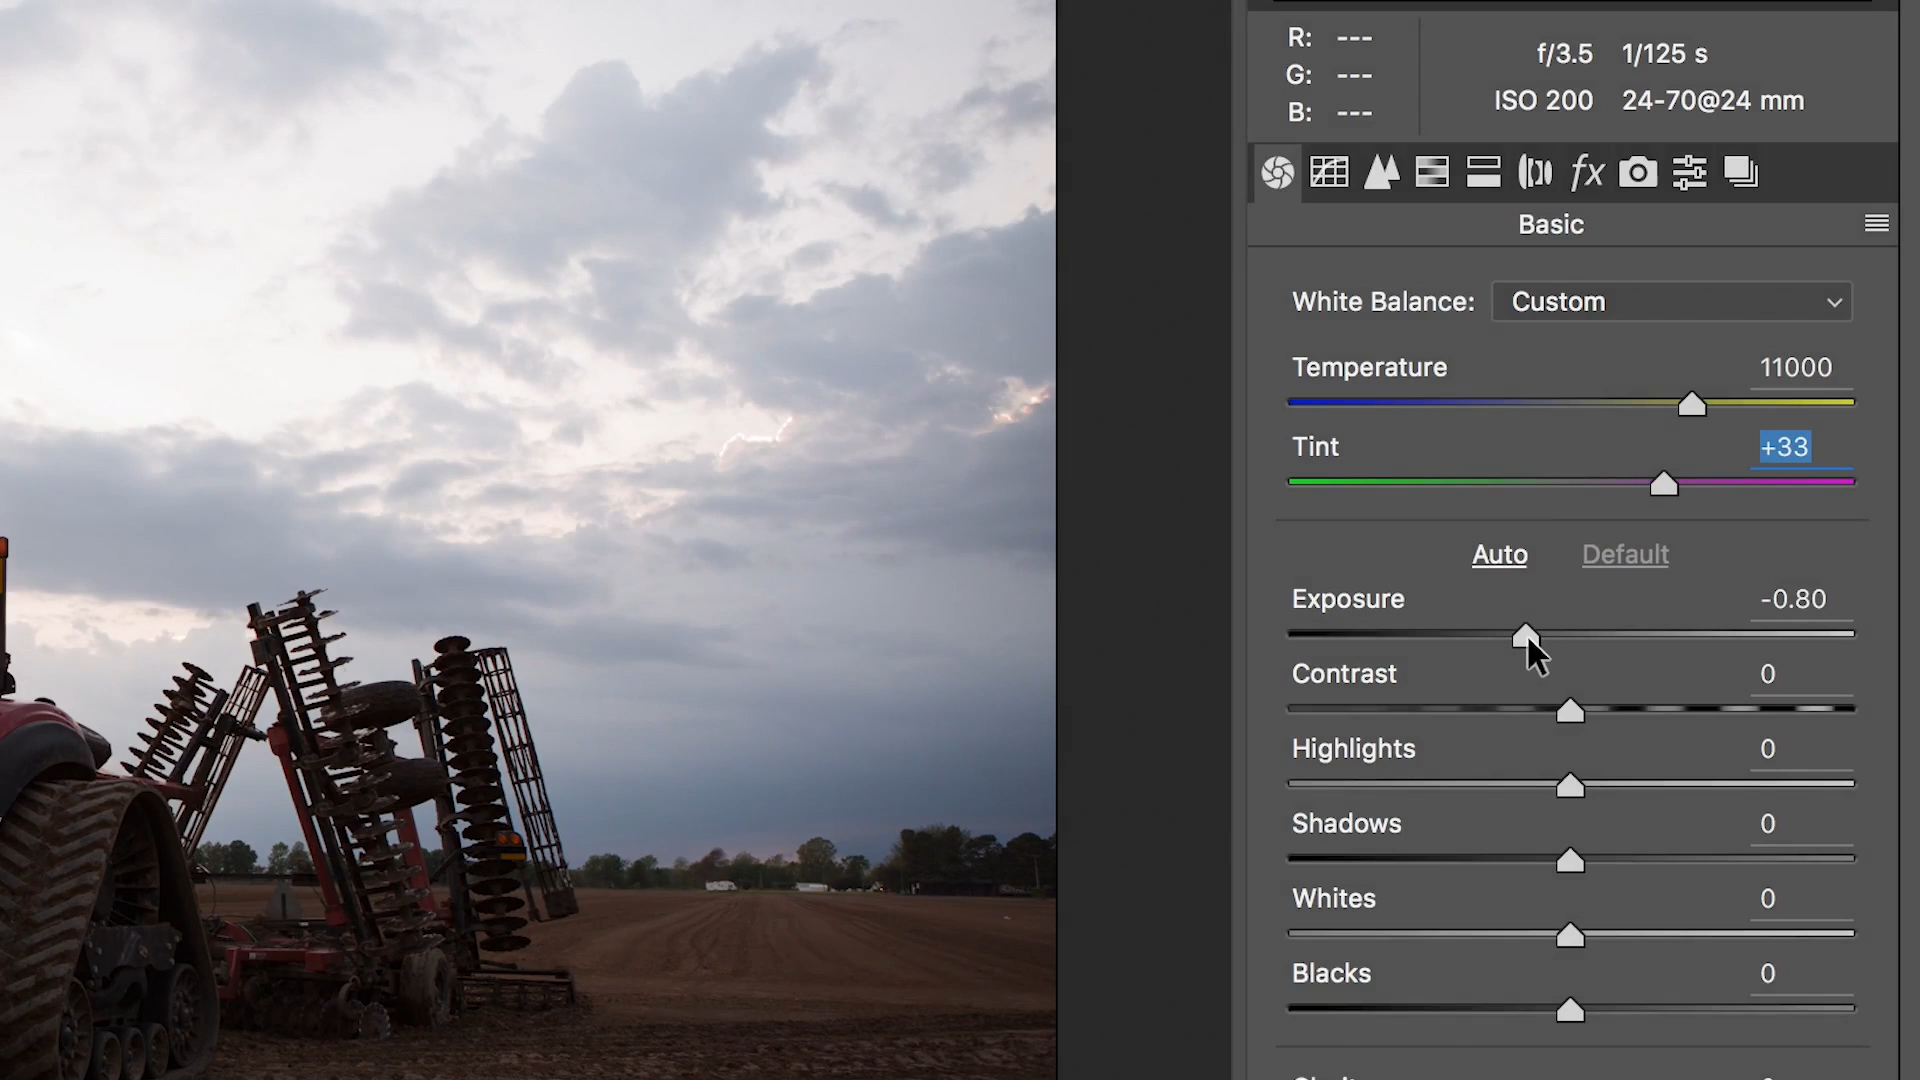 R: ---
G: ---
B: ---
f/3.5 1/125 s
ISO 200 24-70@24 mm
fx
Basic
White Balance: Custom
Temperature 11000
Tint +33
Auto Default
Exposure -0.80
Contrast 0
Highlights 0
Shadows 0
Whites 0
Blacks 0